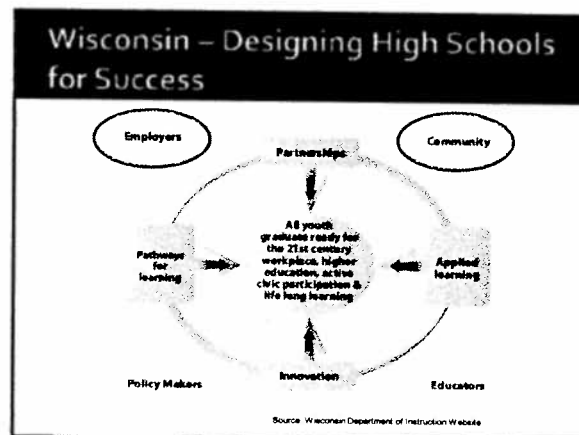 Wisconsin – Designing High Schools
for Success
Employers
Community
Partnerships
All youth
graduate ready for
the 21st century
workplace, higher
education, active
civic participation &
life long learning
Pathways
for
learning
Applied
learning
Innovation
Policy Makers
Educators
Source: Wisconsin Department of Instruction Website